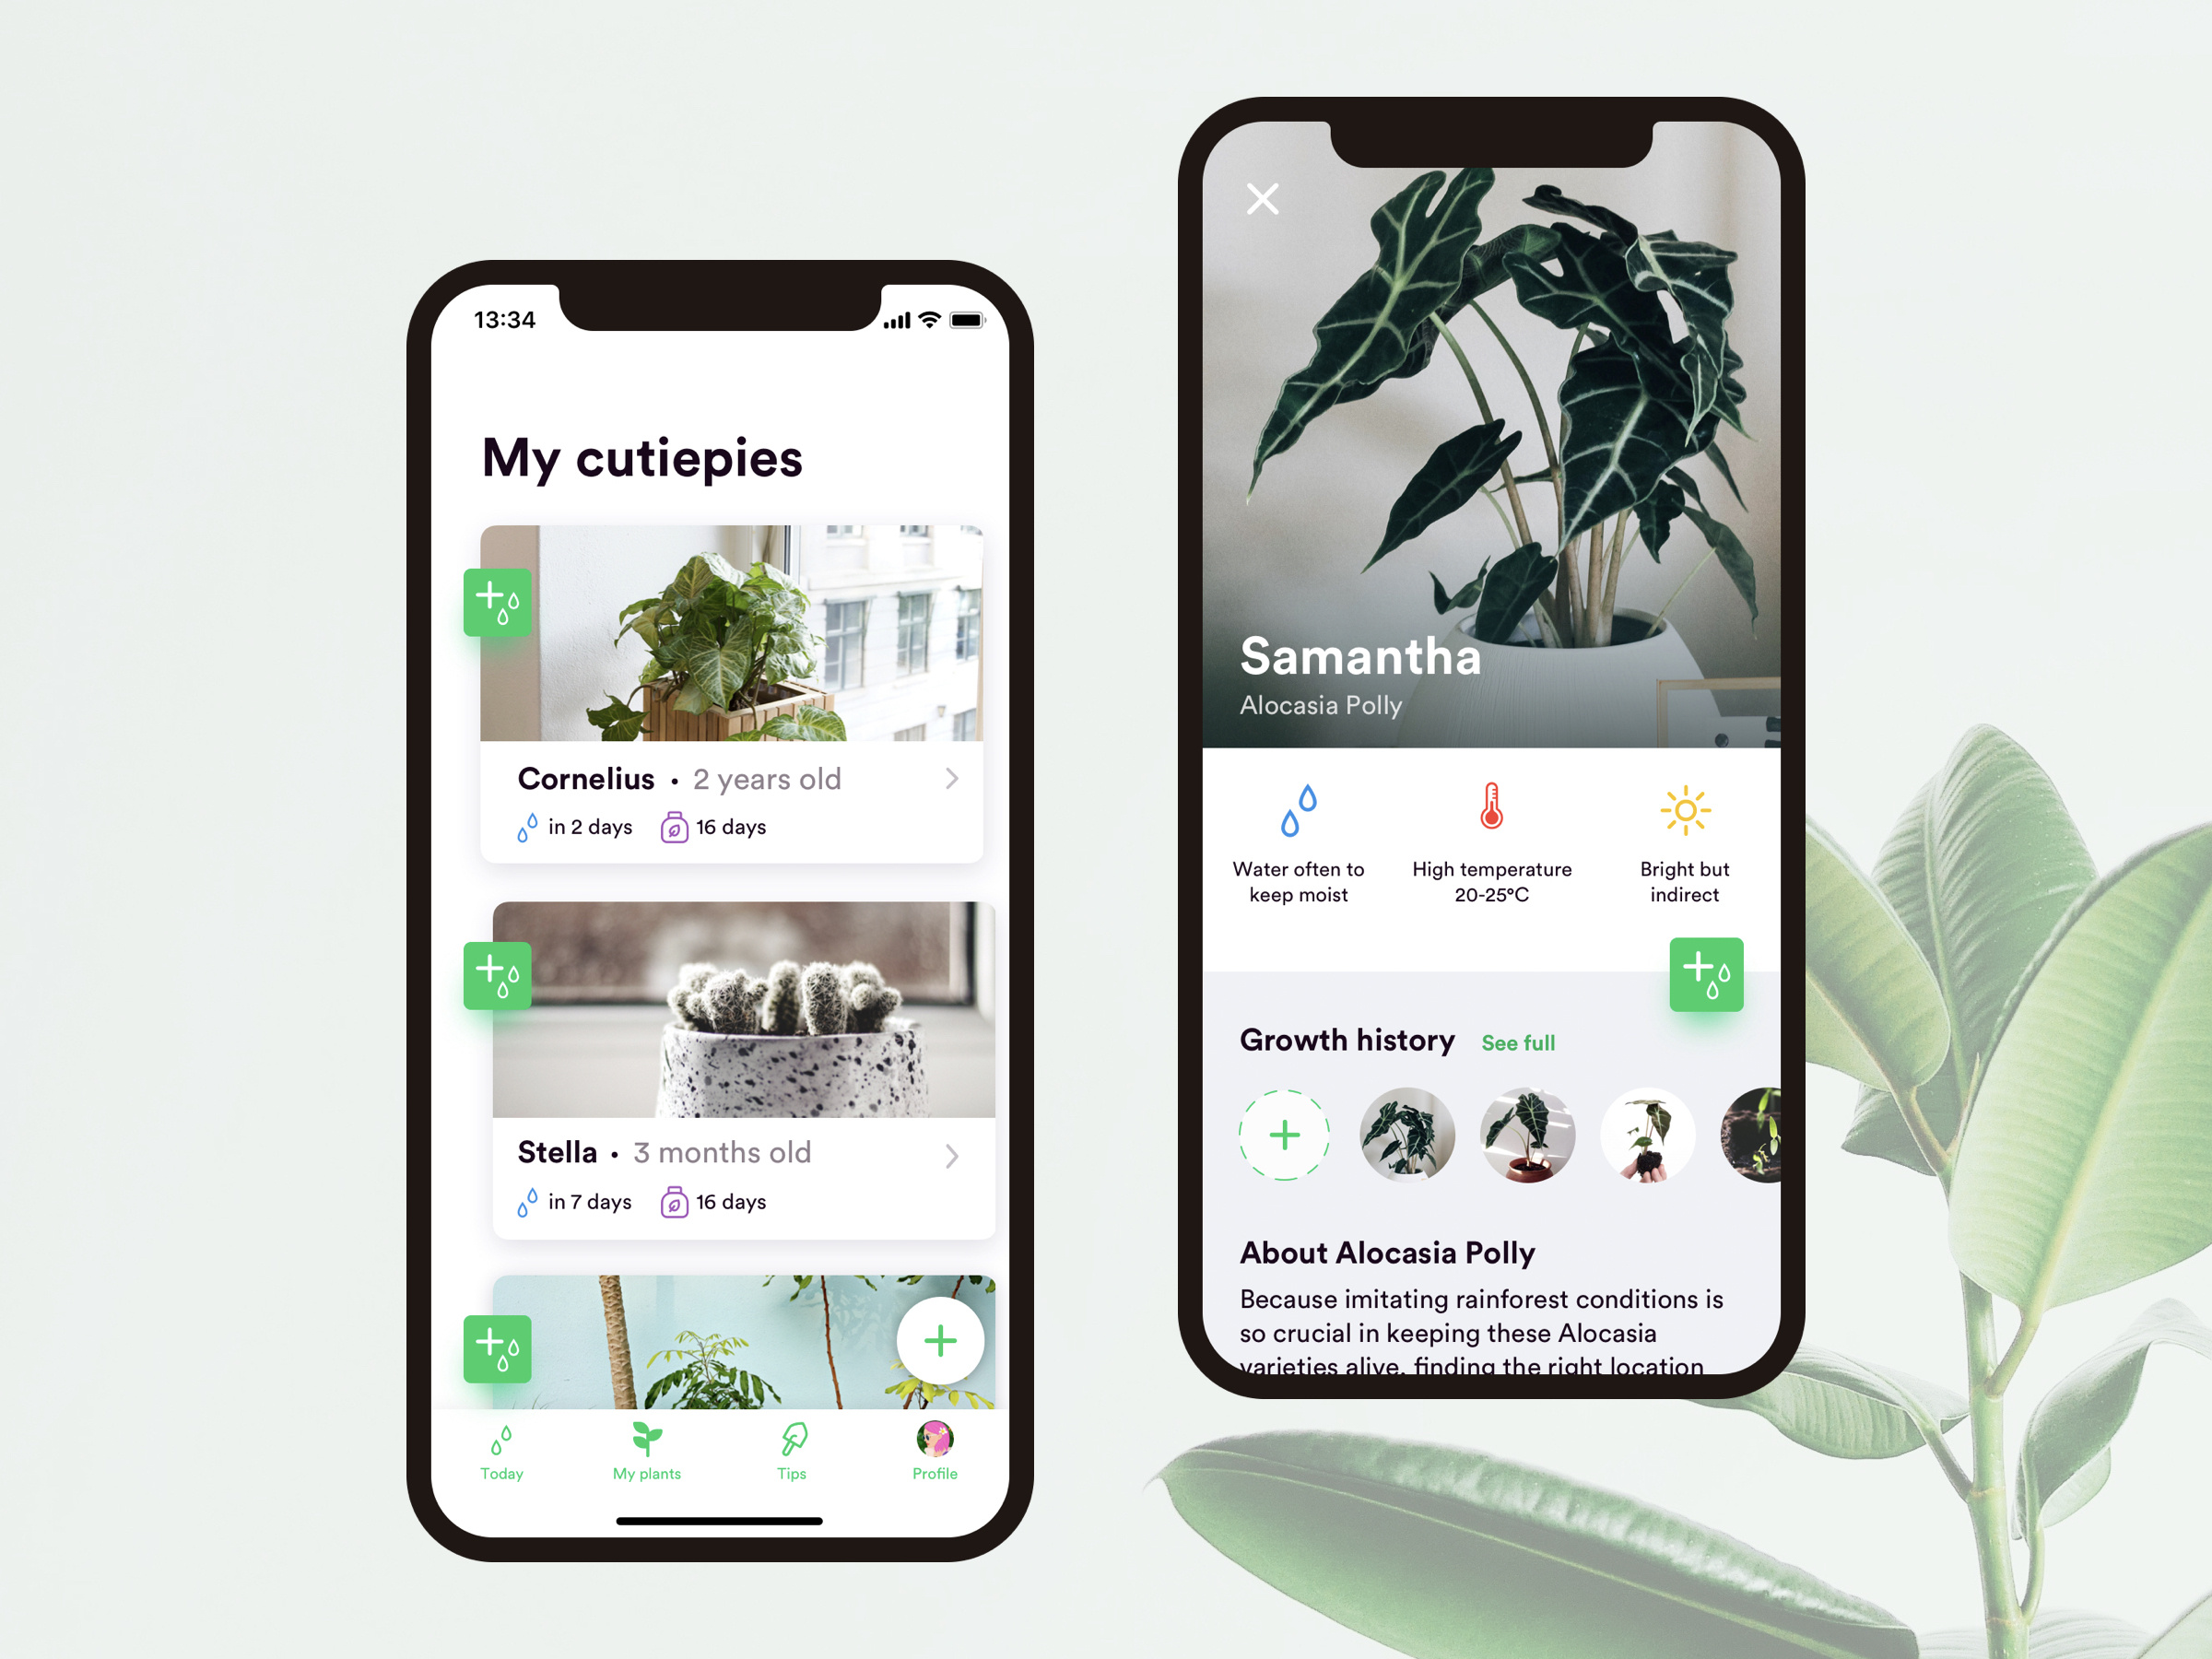 13:34
My cutiepies
Cornelius • 2 years old
in 2 days 16 days
Stella • 3 months old
in 7 days 16 days
Today My plants Tips Profile
Samantha
Alocasia Polly
Water often to
keep moist
High temperature
20-25°C
Bright but
indirect
Growth history See full
About Alocasia Polly
Because imitating rainforest conditions is
so crucial in keeping these Alocasia
varieties alive, finding the right location